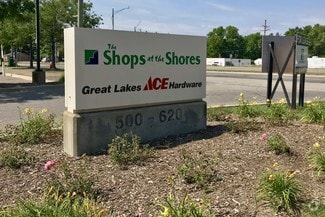 The
Shops at the Shores
Great Lakes ACE Hardware
500 - 620